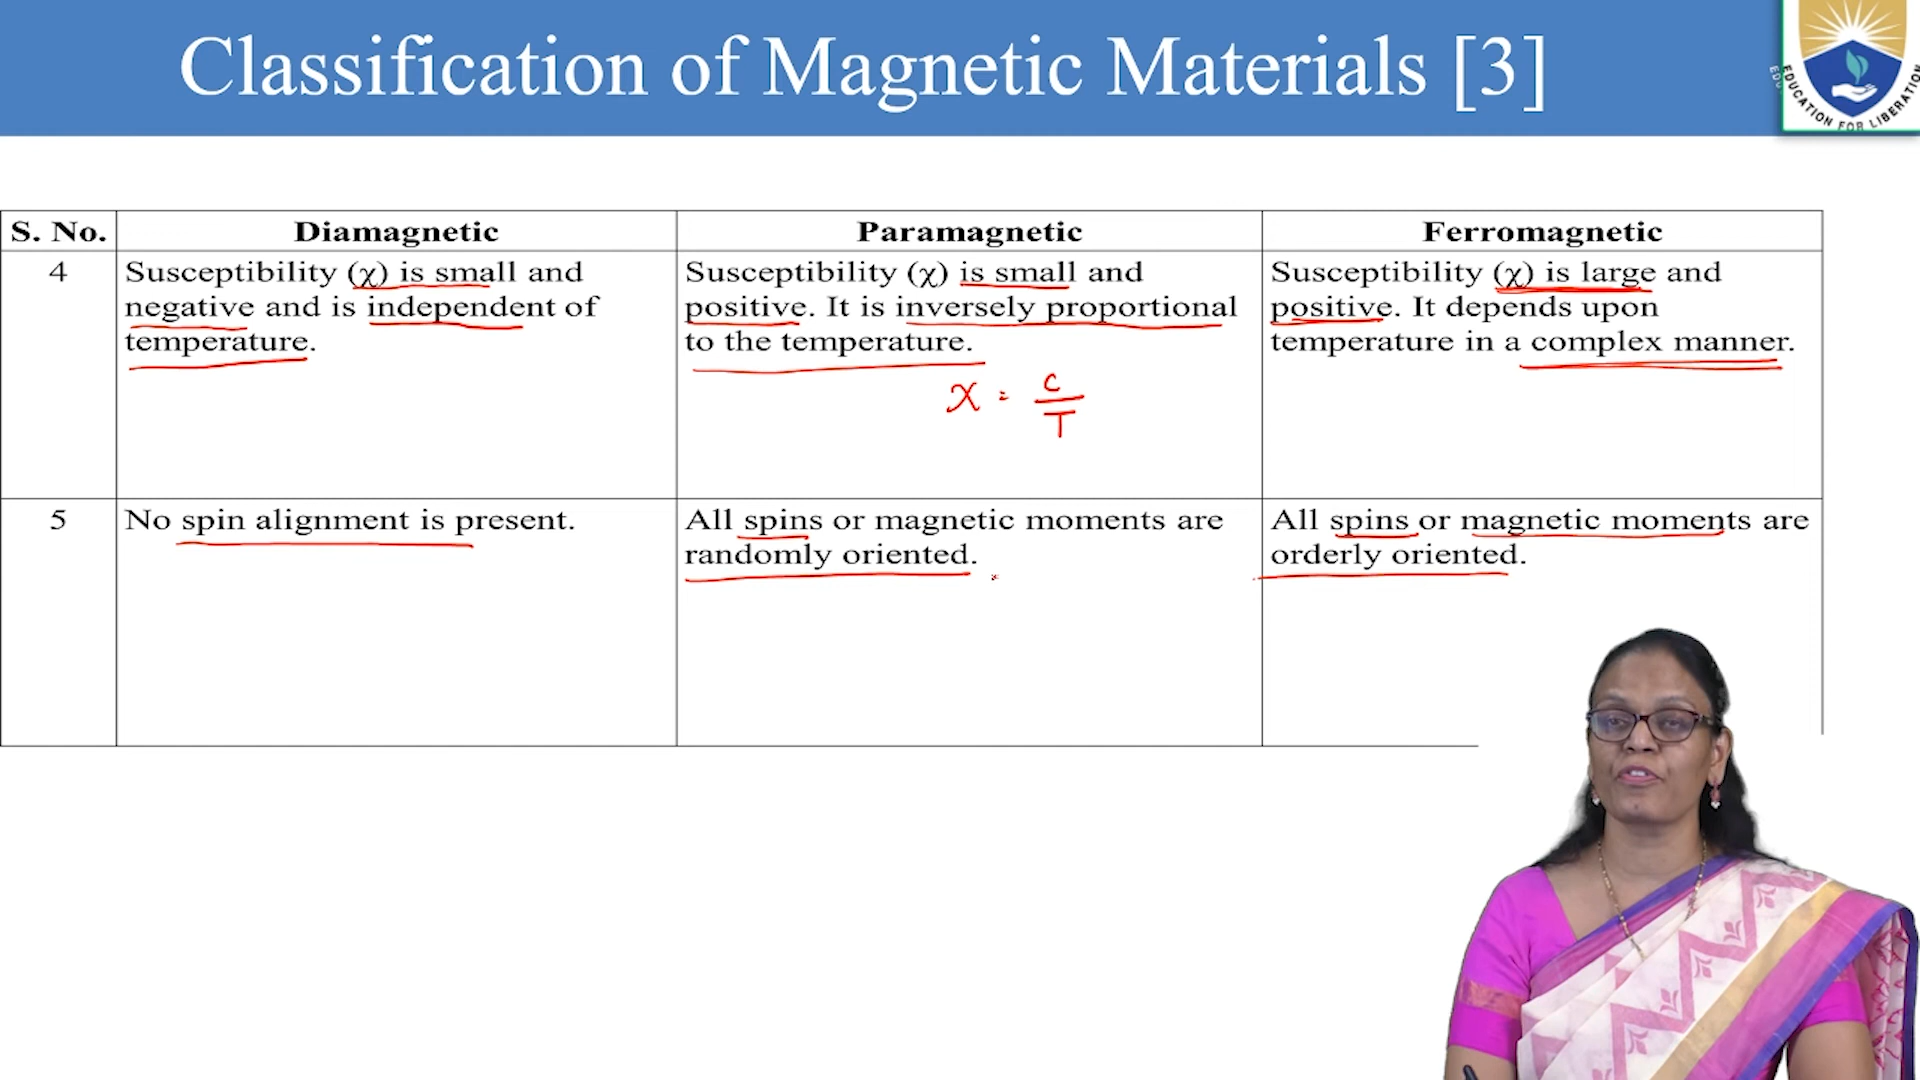 Classification of Magnetic Materials [3]
EDUCATION FOR LIBERATION
S. No.
Diamagnetic
Paramagnetic
Ferromagnetic
4
Susceptibility (χ) is small and
negative and is independent of
temperature.
Susceptibility (χ) is small and
positive. It is inversely proportional
to the temperature.
χ = C/T
Susceptibility (χ) is large and
positive. It depends upon
temperature in a complex manner.
5
No spin alignment is present.
All spins or magnetic moments are
randomly oriented.
All spins or magnetic moments are
orderly oriented.